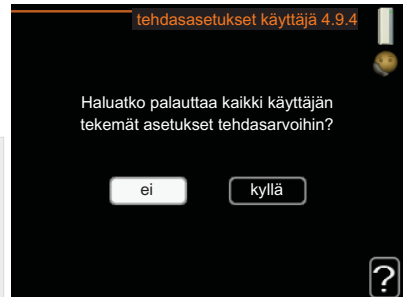 tehdasasetukset käyttäjä 4.9.4
Haluatko palauttaa kaikki käyttäjän
tekemät asetukset tehdasarvoihin?
ei
kyllä
?